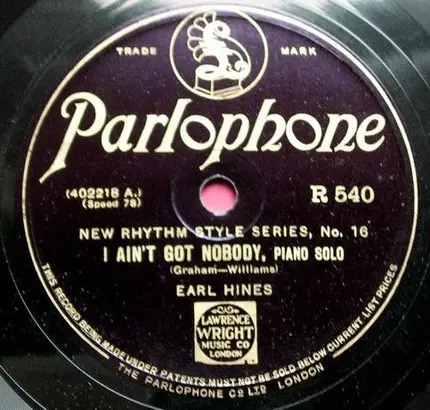 TRADE MARK
Parlophone
(40221B A.)
(Speed 78)
R 540
NEW RHYTHM STYLE SERIES, No. 16
I AIN'T GOT NOBODY, PIANO SOLO
(Graham—Williams)
EARL HINES
LAWRENCE
WRIGHT
MUSIC CO
LONDON
THIS RECORD BEING MADE UNDER PATENTS MUST NOT BE SOLD BELOW CURRENT LIST PRICES
THE PARLOPHONE CO LTD LONDON